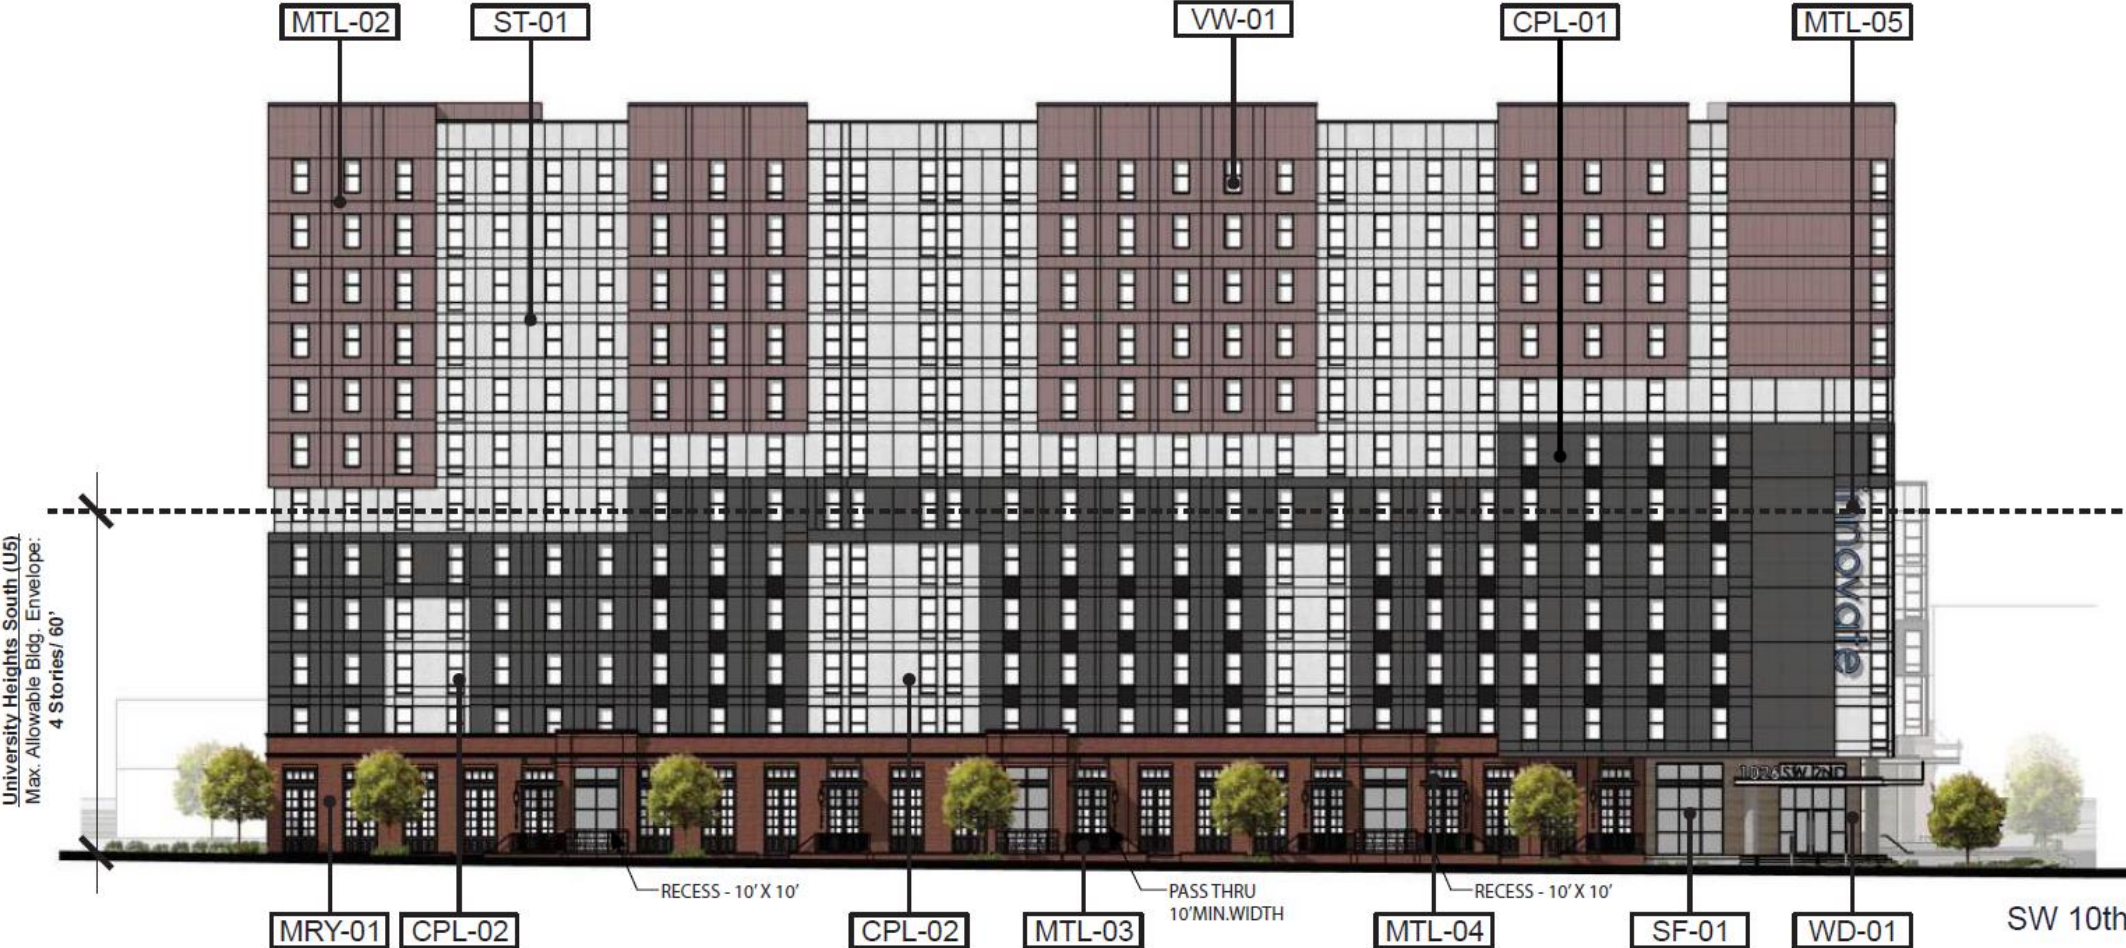 MTL-02
ST-01
VW-01
CPL-01
MTL-05
University Heights South (U5)
Max. Allowable Bldg. Envelope:
4 Stories/ 60'
innovate
1026 SW 2ND
RECESS - 10' X 10'
PASS THRU
10'MIN.WIDTH
RECESS - 10' X 10'
MRY-01
CPL-02
CPL-02
MTL-03
MTL-04
SF-01
WD-01
SW 10th